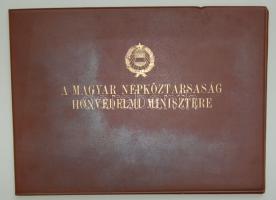 A MAGYAR NÉPKÖZTÁRSASÁG
HONVÉDELMI MINISZTERE